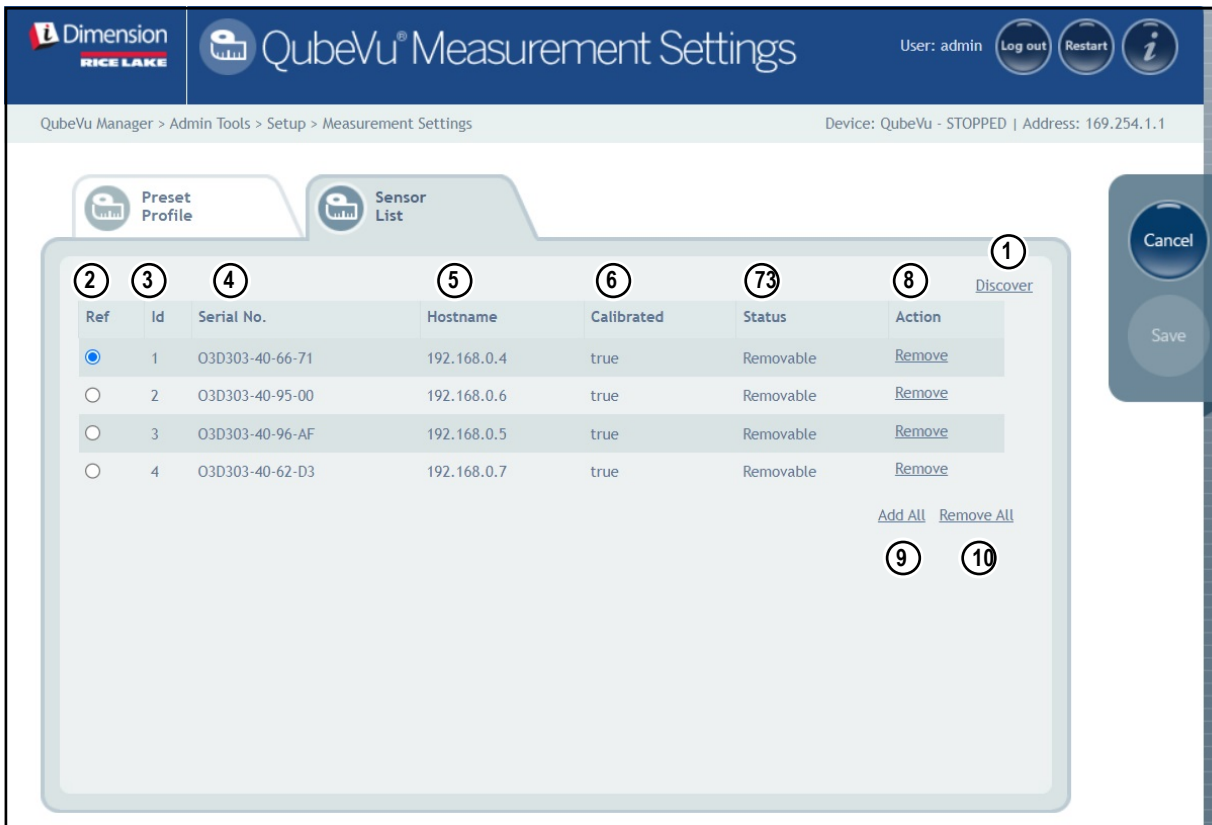 iDimension
RICE LAKE
QubeVu® Measurement Settings
User: admin
Log out
Restart
i
QubeVu Manager > Admin Tools > Setup > Measurement Settings
Device: QubeVu - STOPPED | Address: 169.254.1.1
Preset
Profile
Sensor
List
Cancel
Save
1
Discover
2 3 4 5 6 73 8
Ref Id Serial No. Hostname Calibrated Status Action
1 O3D303-40-66-71 192.168.0.4 true Removable Remove
2 O3D303-40-95-00 192.168.0.6 true Removable Remove
3 O3D303-40-96-AF 192.168.0.5 true Removable Remove
4 O3D303-40-62-D3 192.168.0.7 true Removable Remove
Add All Remove All
9 10